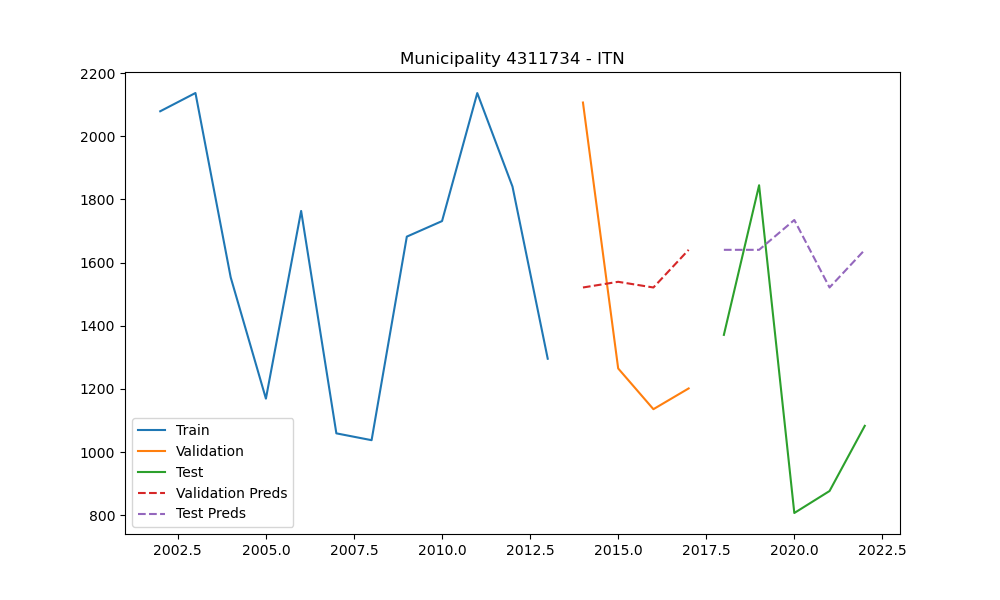 Municipality 4311734 - ITN
2200
2000
1800
1600
1400
1200
1000
800
Train
Validation
Test
Validation Preds
Test Preds
2002.5 2005.0 2007.5 2010.0 2012.5 2015.0 2017.5 2020.0 2022.5